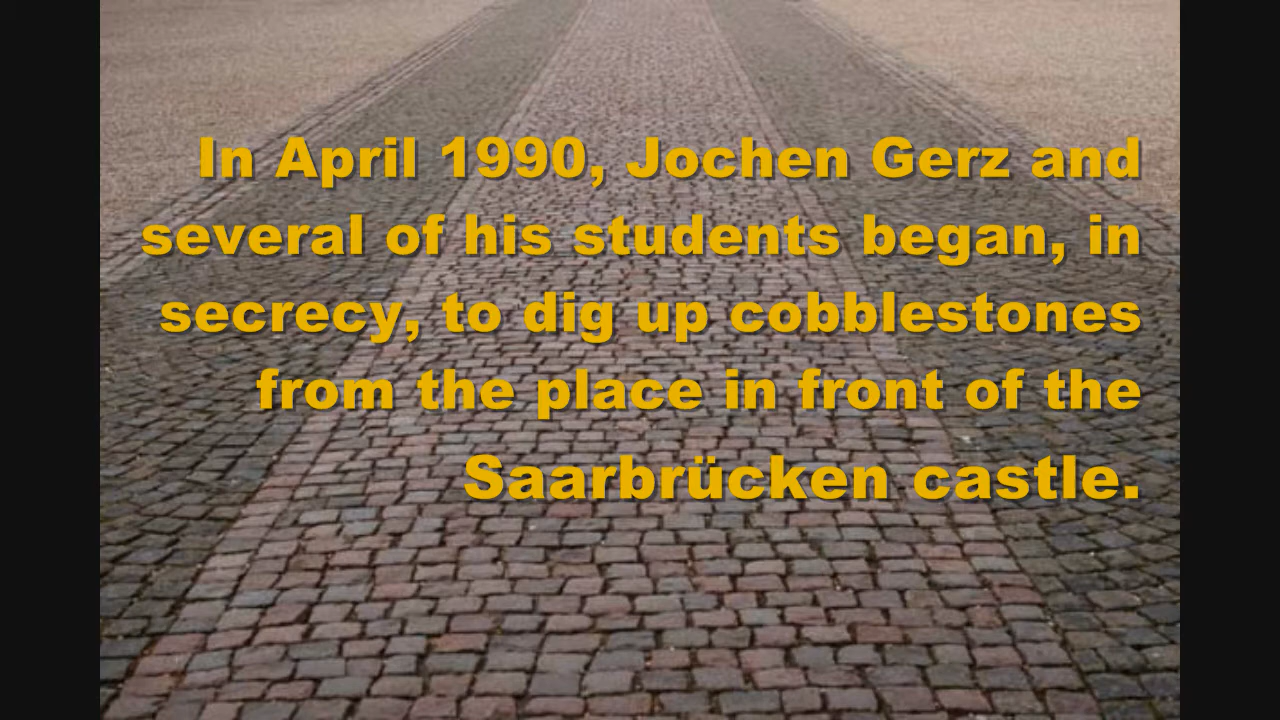 In April 1990, Jochen Gerz and
several of his students began, in
secrecy, to dig up cobblestones
from the place in front of the
Saarbrücken castle.